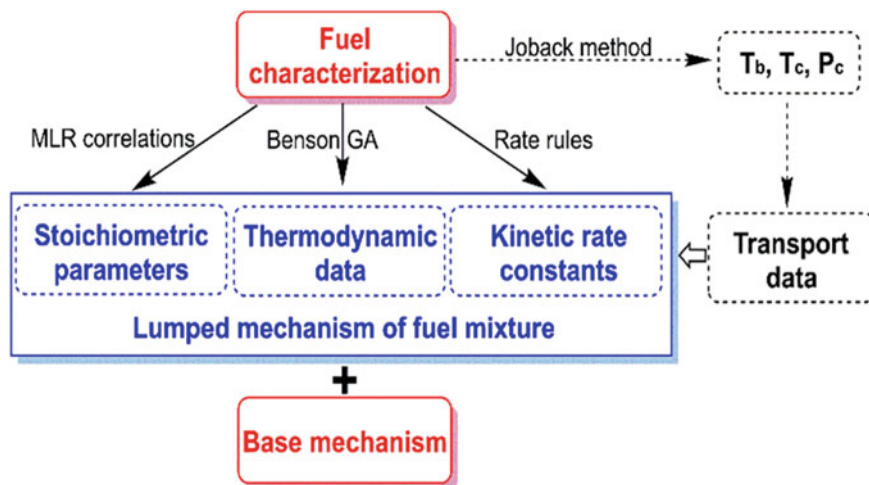 Fuel
characterization
Joback method
Tb, Tc, Pc
MLR correlations
Benson GA
Rate rules
Stoichiometric
parameters
Thermodynamic
data
Kinetic rate
constants
Transport
data
Lumped mechanism of fuel mixture
+
Base mechanism